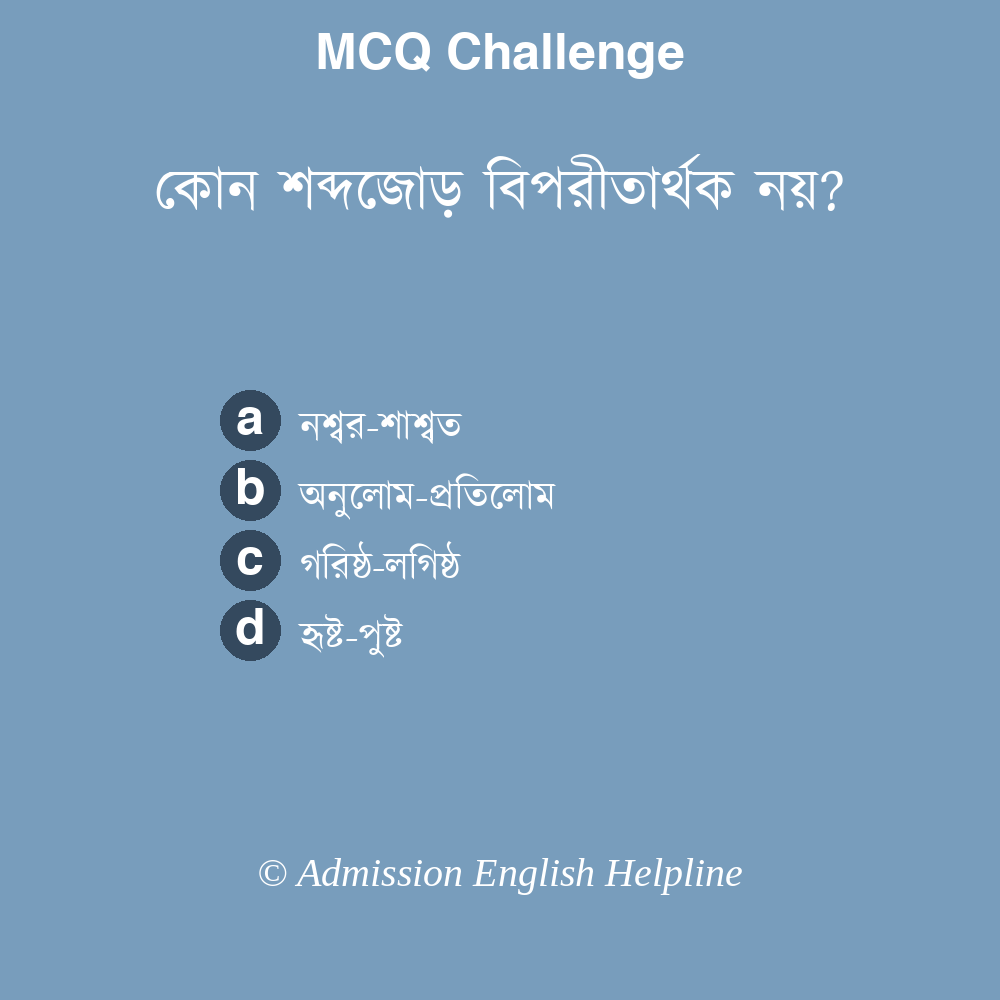 MCQ Challenge
কোন শব্দজোড় বিপরীতার্থক নয়?
a নশ্বর-শাশ্বত
b অনুলোম-প্রতিলোম
c গরিষ্ঠ-লগিষ্ঠ
d হৃষ্ট-পুষ্ট
© Admission English Helpline